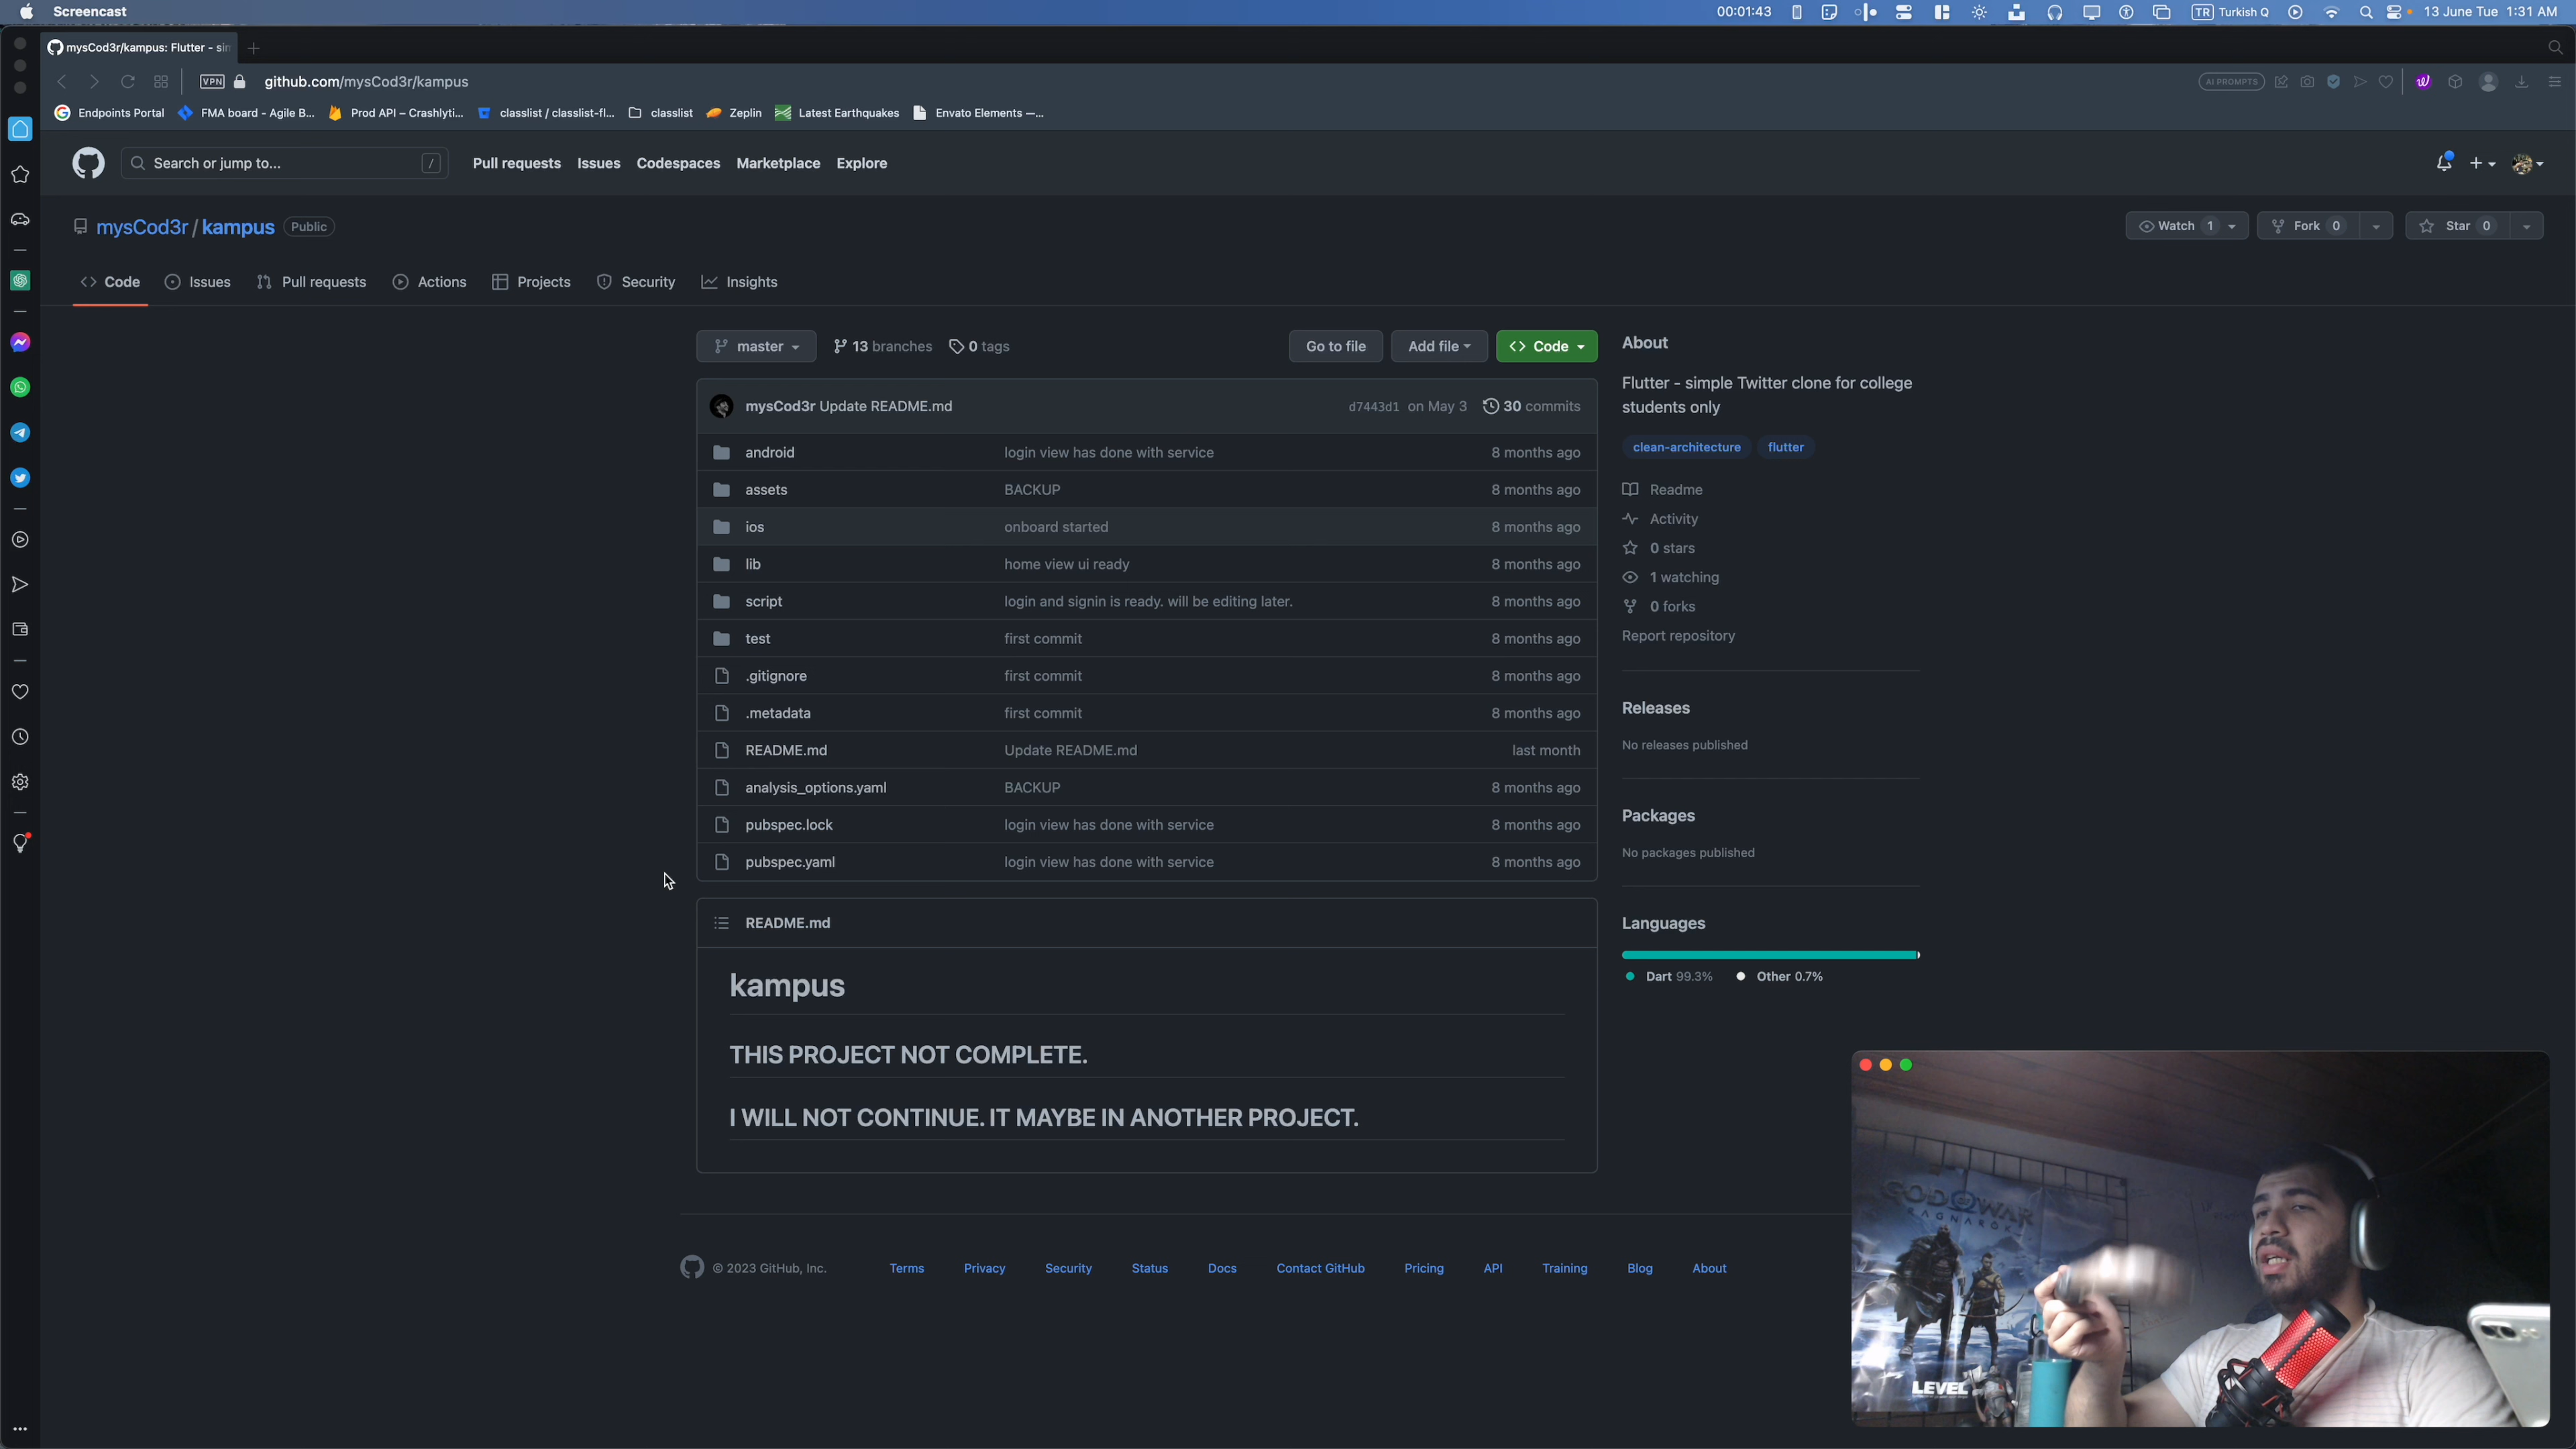 Screencast
00:01:43
TR Turkish Q
13 June Tue 1:31 AM
mysCod3r/kampus: Flutter - sim
VPN
github.com/mysCod3r/kampus
AI PROMPTS
Endpoints Portal
FMA board - Agile B...
Prod API – Crashlyti...
classlist / classlist-fl...
classlist
Zeplin
Latest Earthquakes
Envato Elements —...
Search or jump to...
/
Pull requests
Issues
Codespaces
Marketplace
Explore
mysCod3r / kampus
Public
Watch 1
Fork 0
Star 0
Code
Issues
Pull requests
Actions
Projects
Security
Insights
master
13 branches
0 tags
Go to file
Add file
Code
mysCod3r Update README.md
d7443d1 on May 3
30 commits
android login view has done with service 8 months ago
assets BACKUP 8 months ago
ios onboard started 8 months ago
lib home view ui ready 8 months ago
script login and signin is ready. will be editing later. 8 months ago
test first commit 8 months ago
.gitignore first commit 8 months ago
.metadata first commit 8 months ago
README.md Update README.md last month
analysis_options.yaml BACKUP 8 months ago
pubspec.lock login view has done with service 8 months ago
pubspec.yaml login view has done with service 8 months ago
README.md
kampus
THIS PROJECT NOT COMPLETE.
I WILL NOT CONTINUE. IT MAYBE IN ANOTHER PROJECT.
About
Flutter - simple Twitter clone for college
students only
clean-architecture
flutter
Readme
Activity
0 stars
1 watching
0 forks
Report repository
Releases
No releases published
Packages
No packages published
Languages
Dart 99.3%
Other 0.7%
© 2023 GitHub, Inc.
Terms
Privacy
Security
Status
Docs
Contact GitHub
Pricing
API
Training
Blog
About
GOD OF WAR
RAGNARÖK
LEVEL